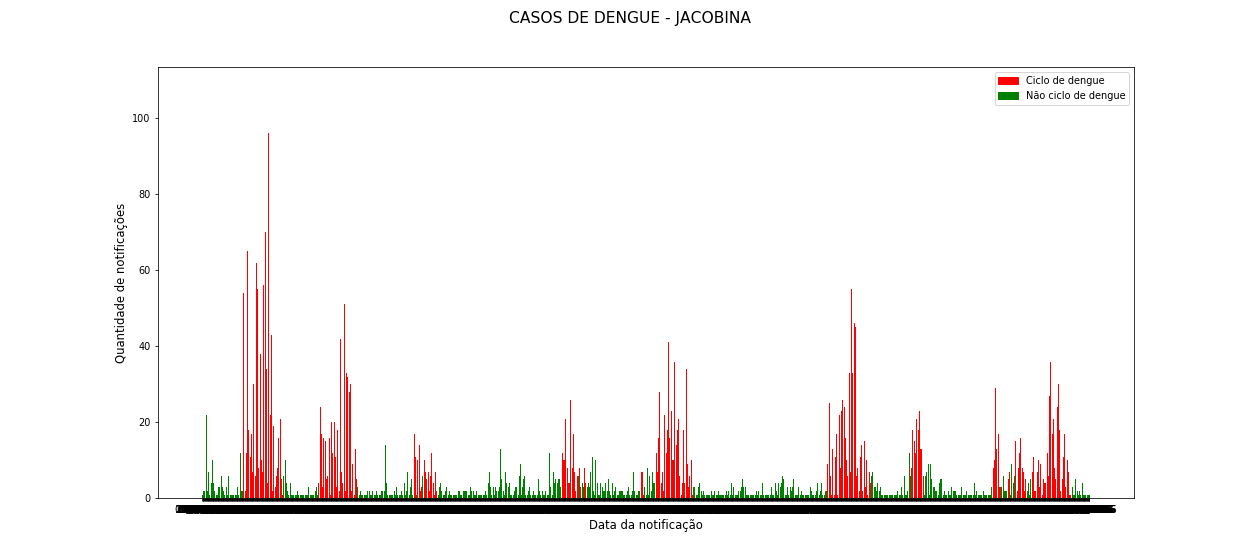 CASOS DE DENGUE - JACOBINA
Ciclo de dengue
Não ciclo de dengue
100
80
60
40
20
0
Quantidade de notificações
Data da notificação